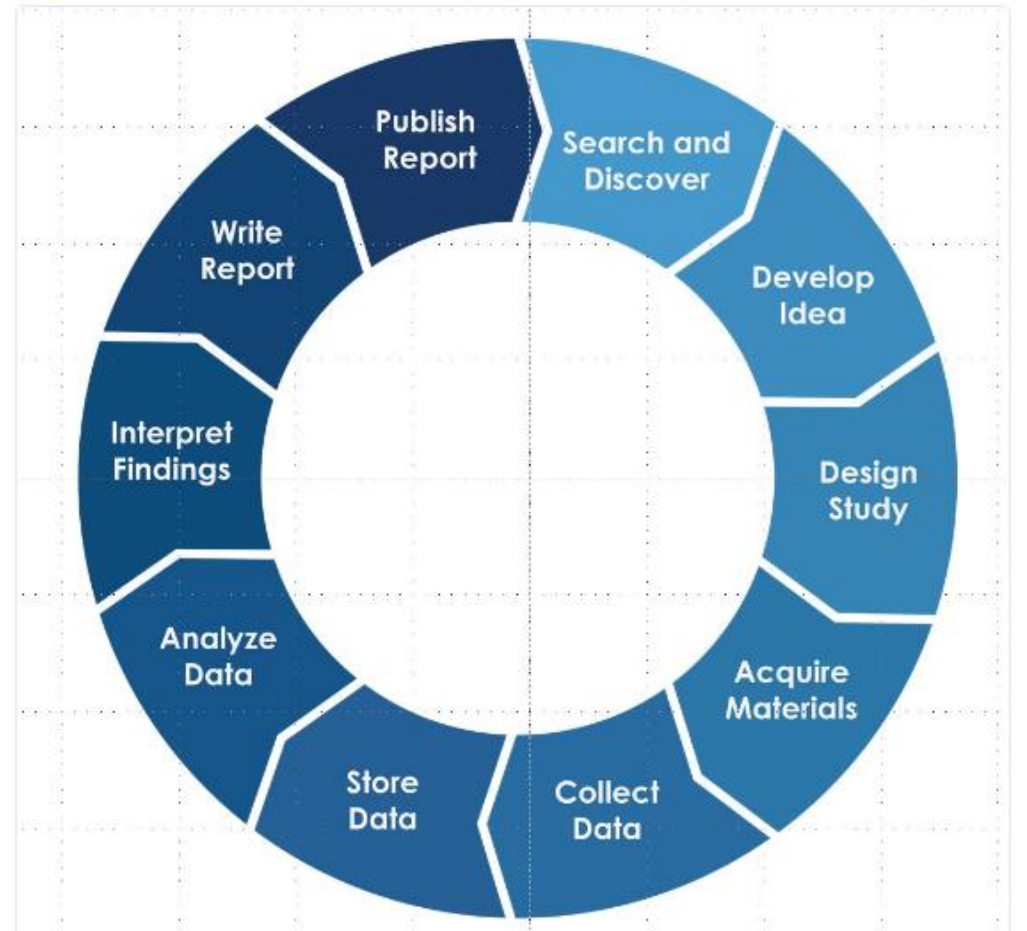 Search and
Discover
Develop
Idea
Design
Study
Acquire
Materials
Collect
Data
Store
Data
Analyze
Data
Interpret
Findings
Write
Report
Publish
Report